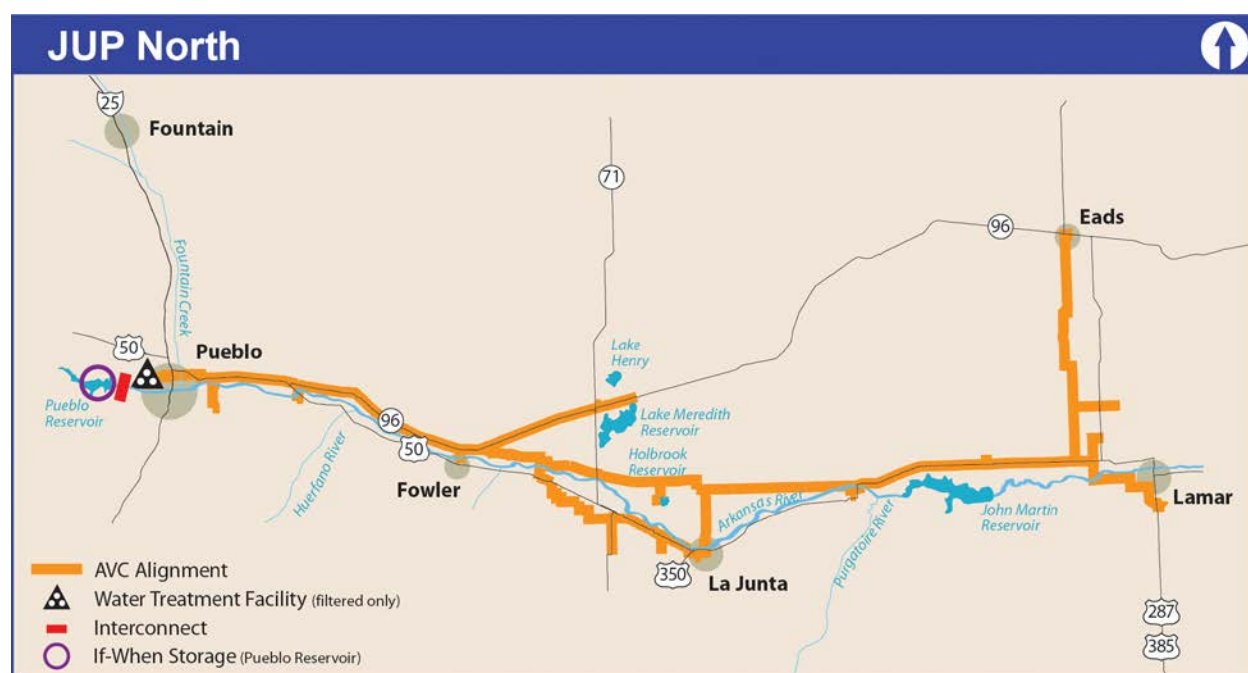 JUP North
25
Fountain
71
Eads
96
Fountain Creek
50
Pueblo
Lake
Henry
Pueblo
Reservoir
96
Lake Meredith
Reservoir
50
Holbrook
Reservoir
Huerfano River
Fowler
Arkansas River
Lamar
John Martin
Reservoir
Purgatoire River
350
La Junta
AVC Alignment
Water Treatment Facility (filtered only)
Interconnect
If-When Storage (Pueblo Reservoir)
287
385